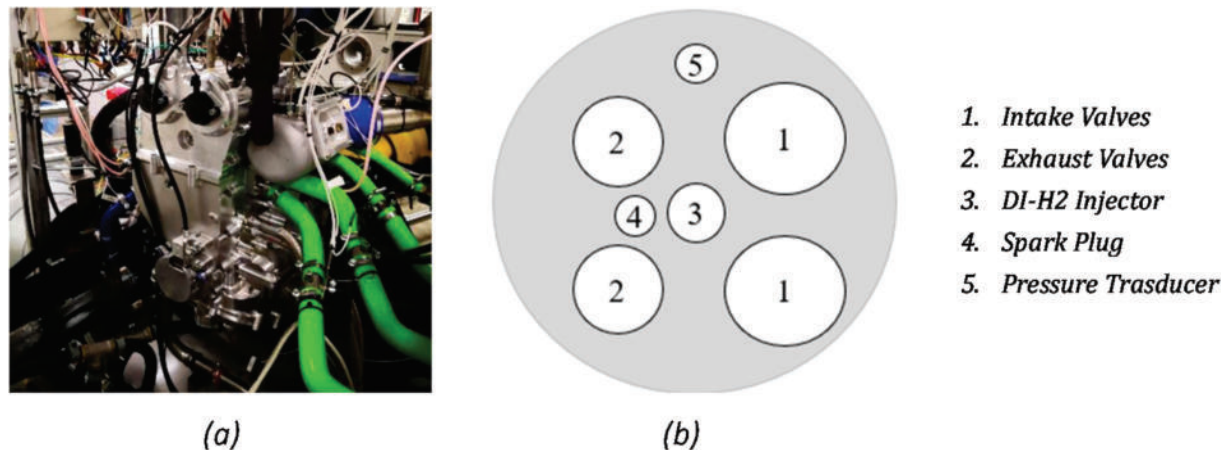 5
2
1
4
3
2
1
1. Intake Valves
2. Exhaust Valves
3. DI-H2 Injector
4. Spark Plug
5. Pressure Trasducer
(a)
(b)